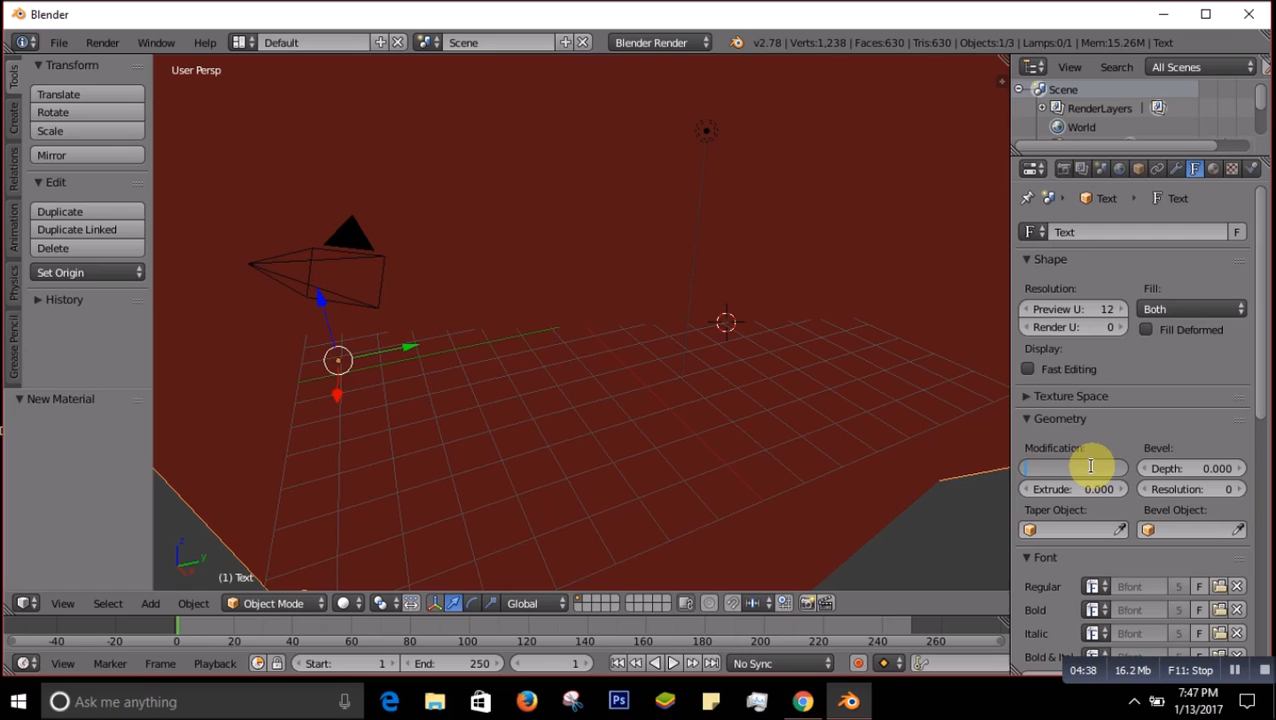 Blender
File Render Window Help Default Scene Blender Render v2.78 | Verts:1,238 | Faces:630 | Tris:630 | Objects:1/3 | Lamps:0/1 | Mem:15.26M | Text
Tools
Create
Relations
Animation
Physics
Grease Pencil
Transform
Translate
Rotate
Scale
Mirror
Edit
Duplicate
Duplicate Linked
Delete
Set Origin
History
New Material
User Persp
z
y
(1) Text
View Search All Scenes
Scene
RenderLayers
World
Text Text
F Text F
Shape
Resolution: Fill:
Preview U: 12 Both
Render U: 0 Fill Deformed
Display:
Fast Editing
Texture Space
Geometry
Modification: Bevel:
Depth: 0.000
Extrude: 0.000 Resolution: 0
Taper Object: Bevel Object:
Font
Regular Bfont 5 F
Bold Bfont 5 F
Italic Bfont 5 F
View Select Add Object Object Mode Global
-40 -20 0 20 40 60 80 100 120 140 160 180 200 220 240 260
View Marker Frame Playback Start: 1 End: 250 1 No Sync
04:38 16.2 Mb F11: Stop
Ask me anything
Ps
7:47 PM
1/13/2017